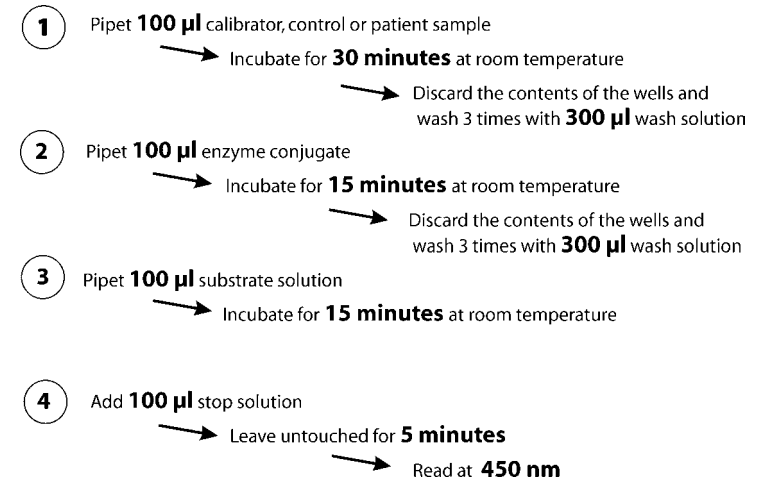 1 Pipet 100 µl calibrator, control or patient sample
Incubate for 30 minutes at room temperature
Discard the contents of the wells and
wash 3 times with 300 µl wash solution
2 Pipet 100 µl enzyme conjugate
Incubate for 15 minutes at room temperature
Discard the contents of the wells and
wash 3 times with 300 µl wash solution
3 Pipet 100 µl substrate solution
Incubate for 15 minutes at room temperature
4 Add 100 µl stop solution
Leave untouched for 5 minutes
Read at 450 nm